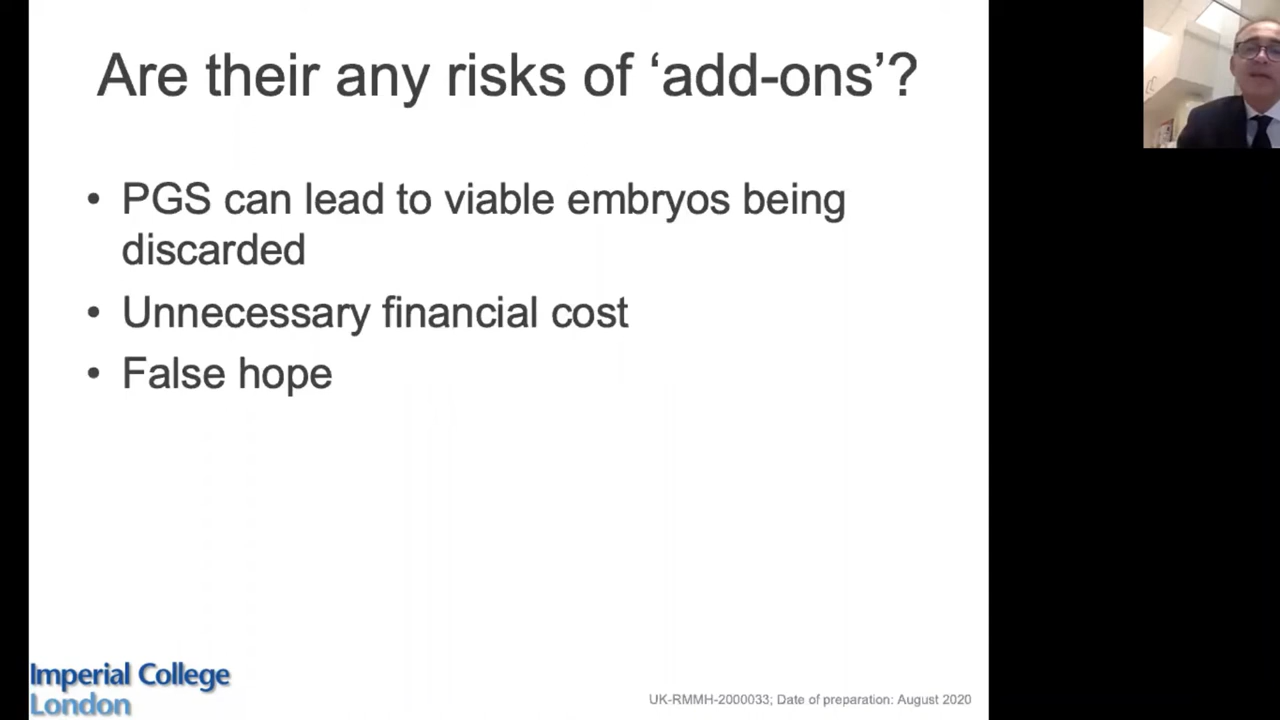 Are their any risks of ‘add-ons’?
• PGS can lead to viable embryos being
discarded
• Unnecessary financial cost
• False hope
Imperial College
London
UK-RMMH-2000033; Date of preparation: August 2020